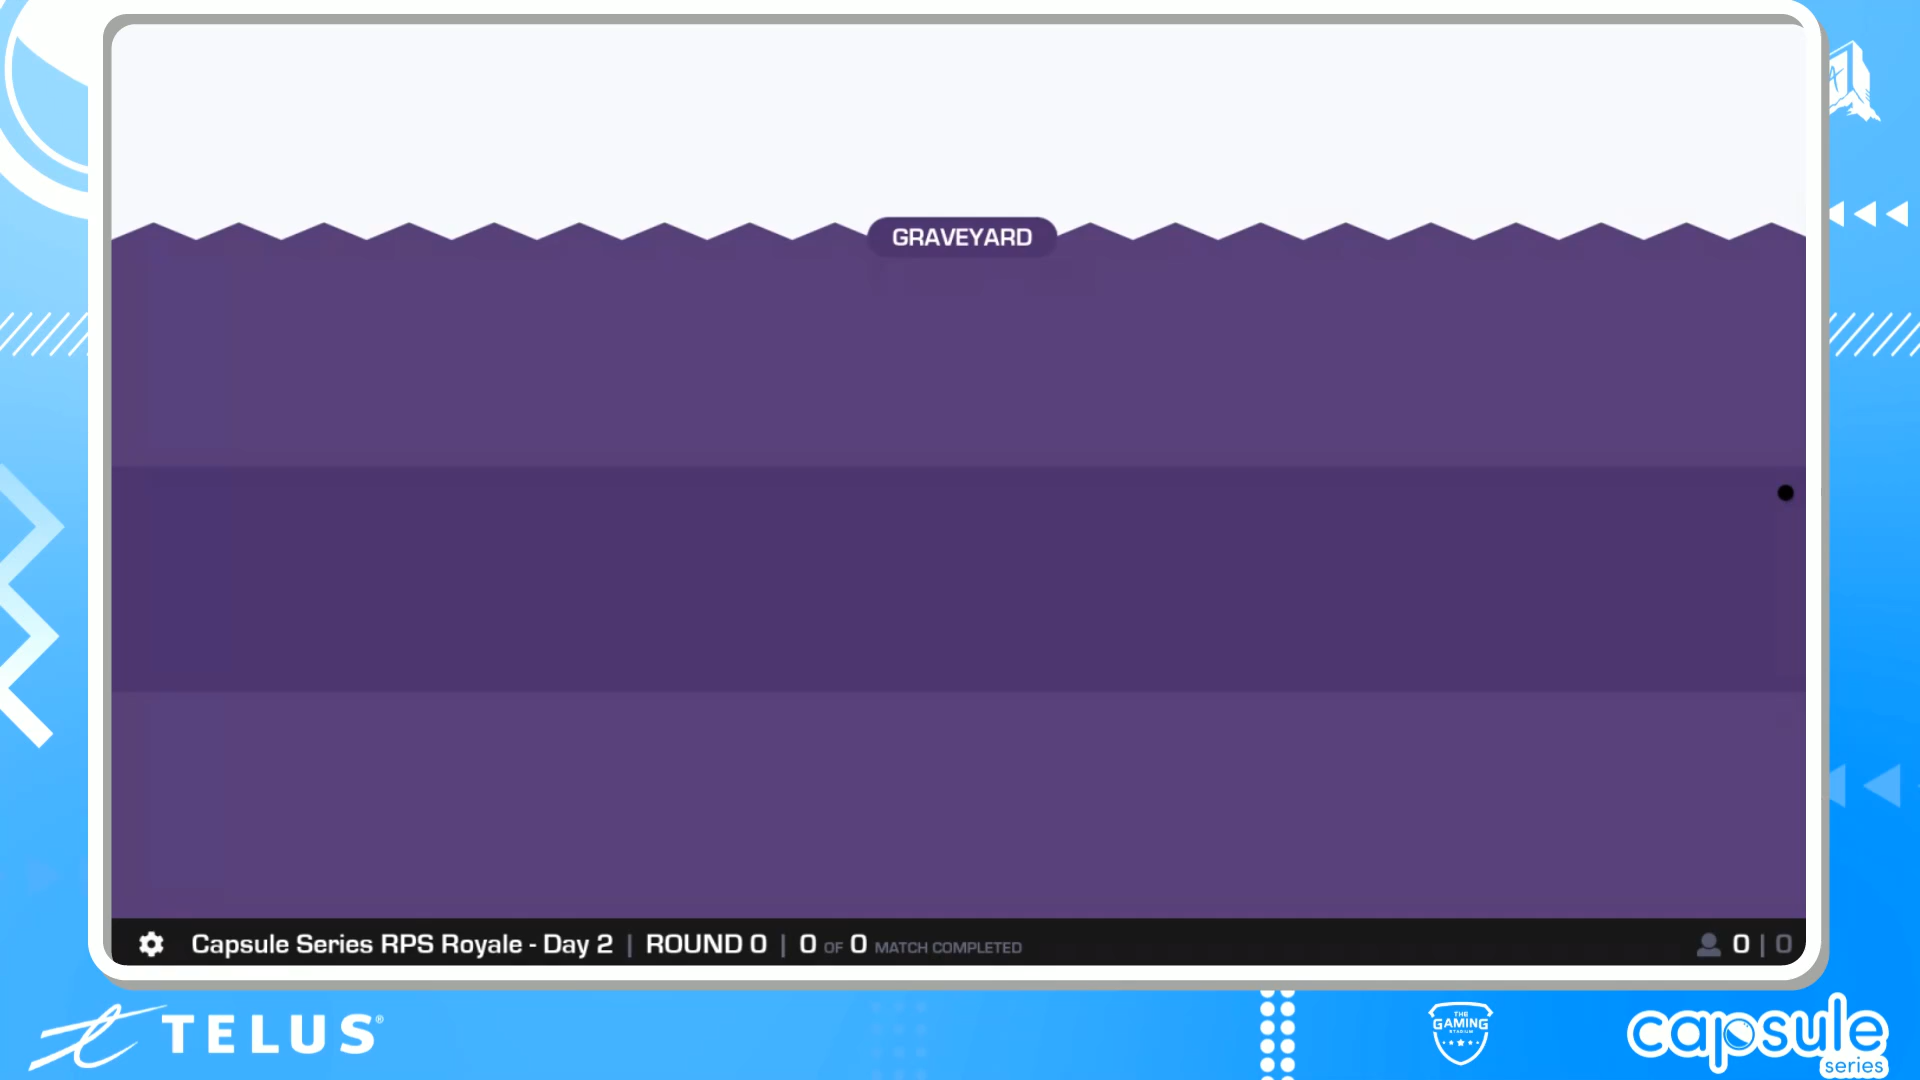 GRAVEYARD
Capsule Series RPS Royale - Day 2 | ROUND 0 | 0 OF 0 MATCH COMPLETED
0 | 0
TELUS®
THE
GAMING
STADIUM
capsule
series